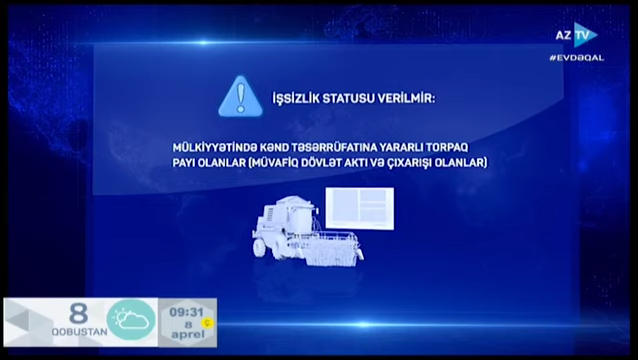 AZ TV
#EVDƏQAL
İŞSİZLİK STATUSU VERİLMİR:
MÜLKİYYƏTİNDƏ KƏND TƏSƏRRÜFATINA YARARLI TORPAQ
PAYI OLANLAR (MÜVAFİQ DÖVLƏT AKTI VƏ ÇIXARIŞI OLANLAR)
8
QOBUSTAN
09:31
8
Ç
aprel